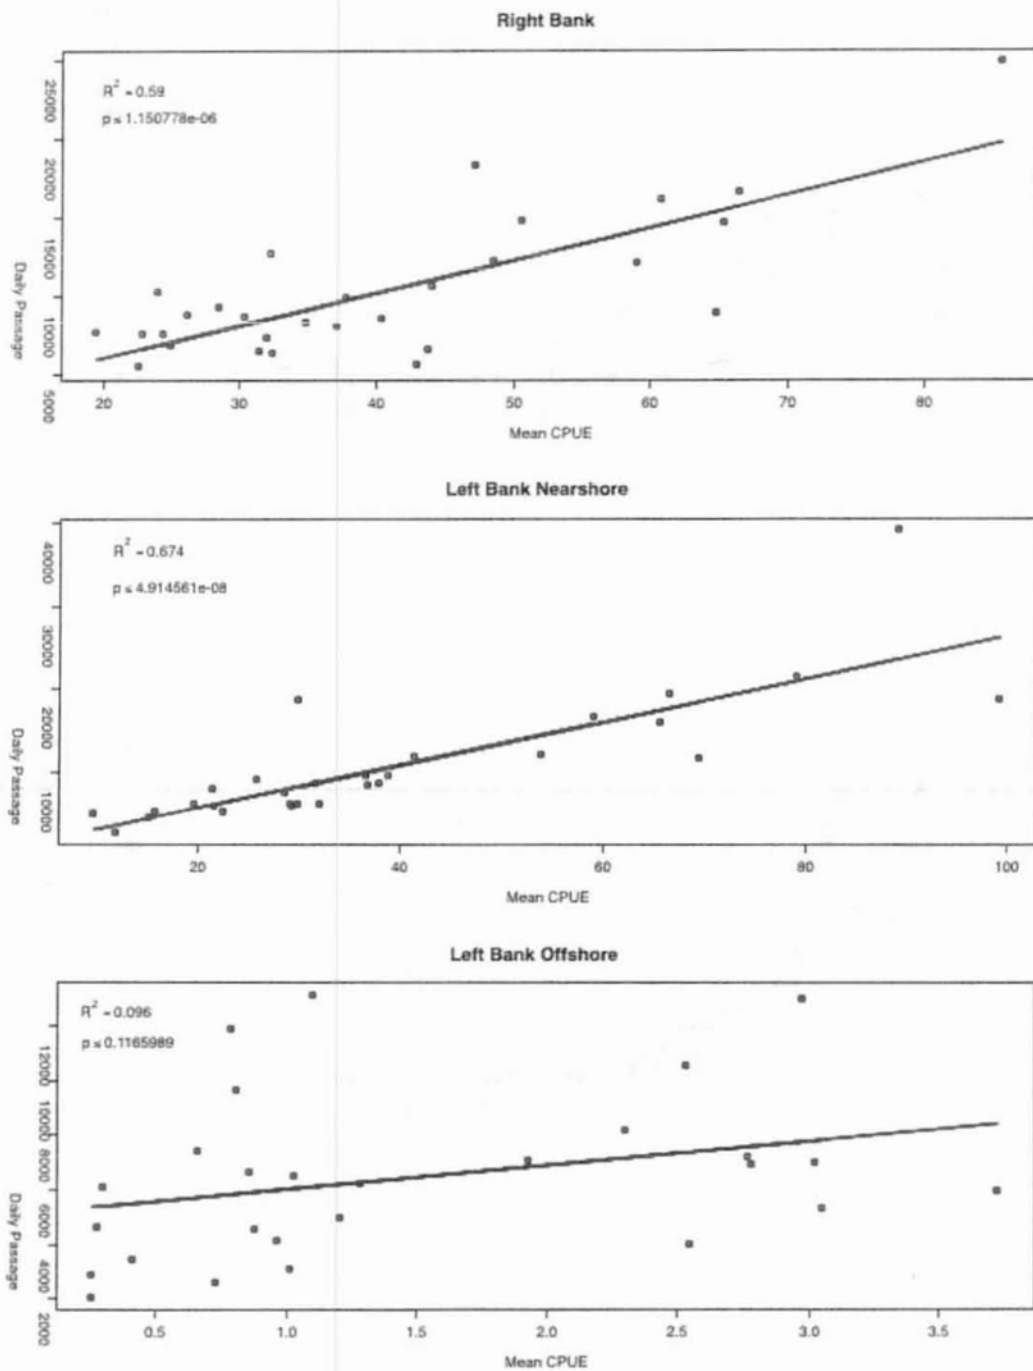 Right Bank
R² = 0.59
p ≤ 1.150778e-06
25000
20000
15000
10000
5000
Daily Passage
20 30 40 50 60 70 80
Mean CPUE
Left Bank Nearshore
R² = 0.674
p ≤ 4.914561e-08
40000
30000
20000
10000
Daily Passage
20 40 60 80 100
Mean CPUE
Left Bank Offshore
R² = 0.096
p ≤ 0.1165989
12000
10000
8000
6000
4000
2000
Daily Passage
0.5 1.0 1.5 2.0 2.5 3.0 3.5
Mean CPUE